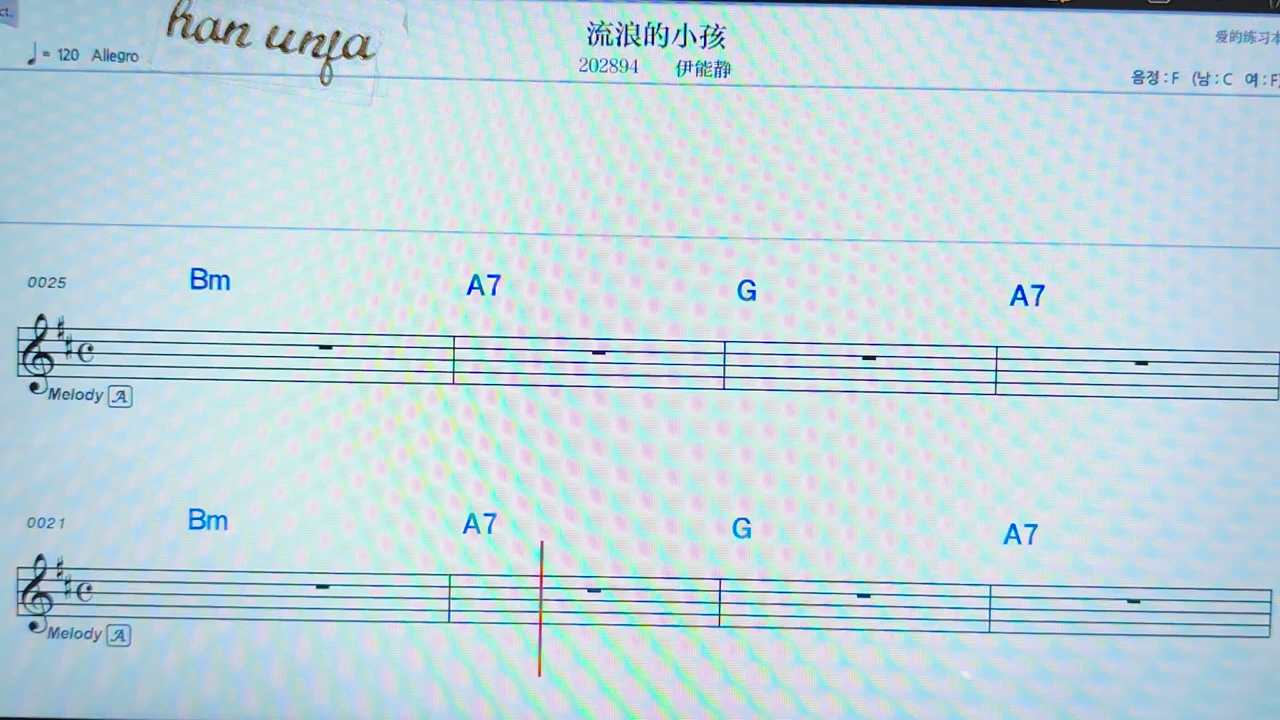 ct.
han unja
流浪的小孩
爱的练习本
♩= 120 Allegro
202894 伊能静
음정 : F (남 : C 여 : F)
0025 Bm A7 G A7
Melody A
0021 Bm A7 G A7
Melody A